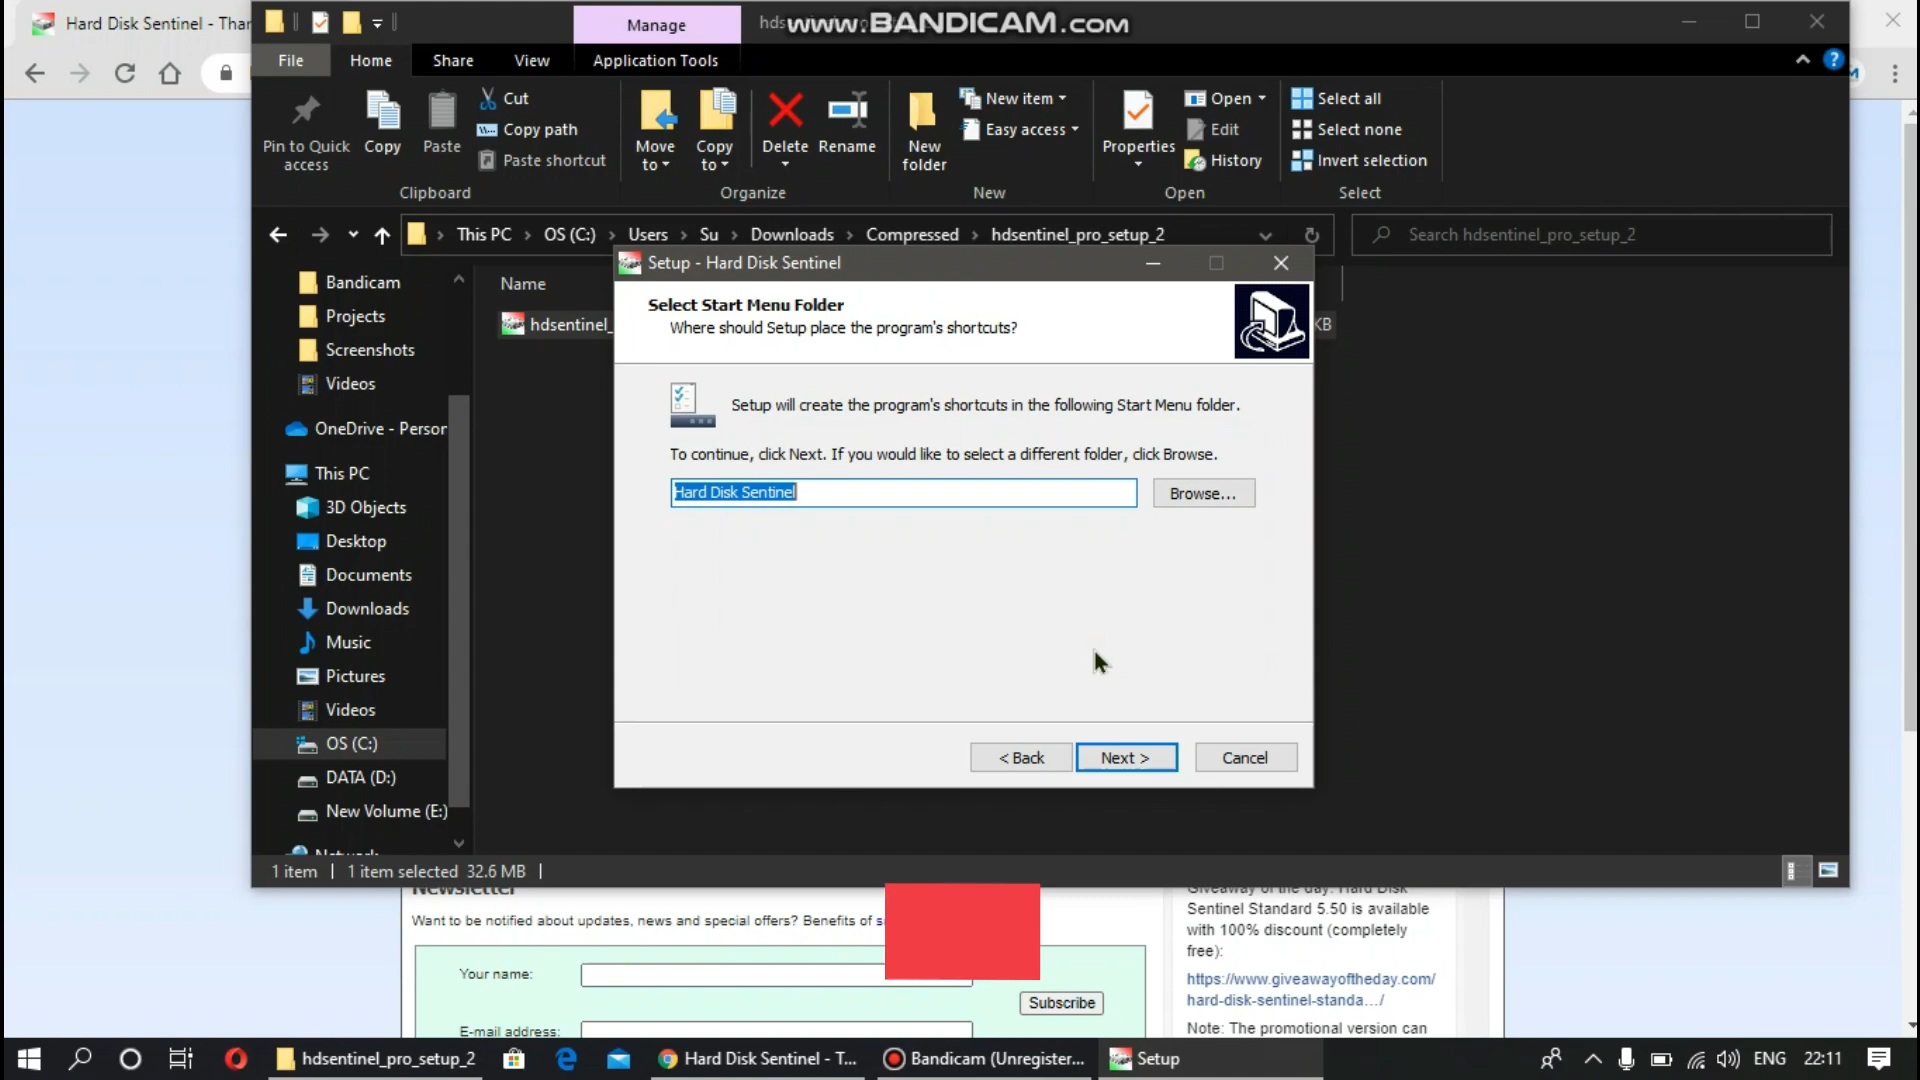 Hard Disk Sentinel - Than
Manage
www.BANDICAM.com
File
Home
Share
View
Application Tools
Pin to Quick access
Copy
Paste
Cut
Copy path
Paste shortcut
Move to
Copy to
Delete
Rename
New folder
New item
Easy access
Properties
Open
Edit
History
Select all
Select none
Invert selection
Clipboard
Organize
New
Open
Select
This PC > OS (C:) > Users > Su > Downloads > Compressed > hdsentinel_pro_setup_2
Search hdsentinel_pro_setup_2
Bandicam
Projects
Screenshots
Videos
OneDrive - Person
This PC
3D Objects
Desktop
Documents
Downloads
Music
Pictures
Videos
OS (C:)
DATA (D:)
New Volume (E:)
Network
Name
hdsentinel_
KB
Setup - Hard Disk Sentinel
Select Start Menu Folder
Where should Setup place the program's shortcuts?
Setup will create the program's shortcuts in the following Start Menu folder.
To continue, click Next. If you would like to select a different folder, click Browse.
Hard Disk Sentinel
Browse...
< Back
Next >
Cancel
1 item
1 item selected 32.6 MB
Newsletter
Want to be notified about updates, news and special offers? Benefits of
Your name:
Subscribe
E-mail address:
Giveaway of the day: Hard Disk
Sentinel Standard 5.50 is available
with 100% discount (completely
free):
https://www.giveawayoftheday.com/
hard-disk-sentinel-standa…/
Note: The promotional version can
hdsentinel_pro_setup_2
Hard Disk Sentinel - T...
Bandicam (Unregister...
Setup
ENG
22:11